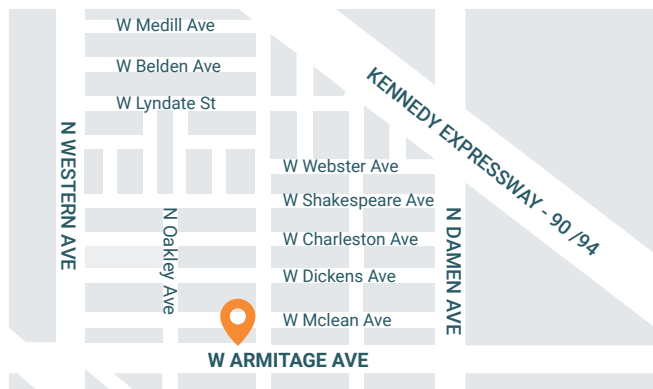 W Medill Ave
W Belden Ave
W Lyndate St
KENNEDY EXPRESSWAY - 90 /94
N WESTERN AVE
W Webster Ave
W Shakespeare Ave
N Oakley Ave
N DAMEN AVE
W Charleston Ave
W Dickens Ave
W Mclean Ave
W ARMITAGE AVE